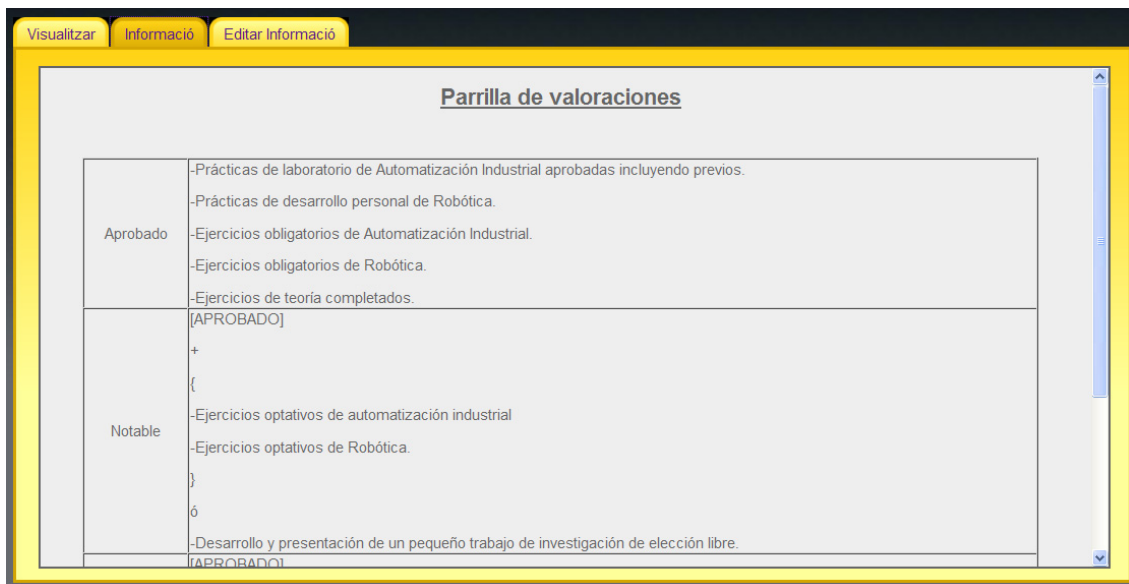 Visualitzar Informació Editar Informació
Parrilla de valoraciones
-Prácticas de laboratorio de Automatización Industrial aprobadas incluyendo previos.
-Prácticas de desarrollo personal de Robótica.
Aprobado
-Ejercicios obligatorios de Automatización Industrial.
-Ejercicios obligatorios de Robótica.
-Ejercicios de teoría completados.
[APROBADO]
+
{
-Ejercicios optativos de automatización industrial
Notable
-Ejercicios optativos de Robótica.
}
ó
-Desarrollo y presentación de un pequeño trabajo de investigación de elección libre.
[APROBADO]